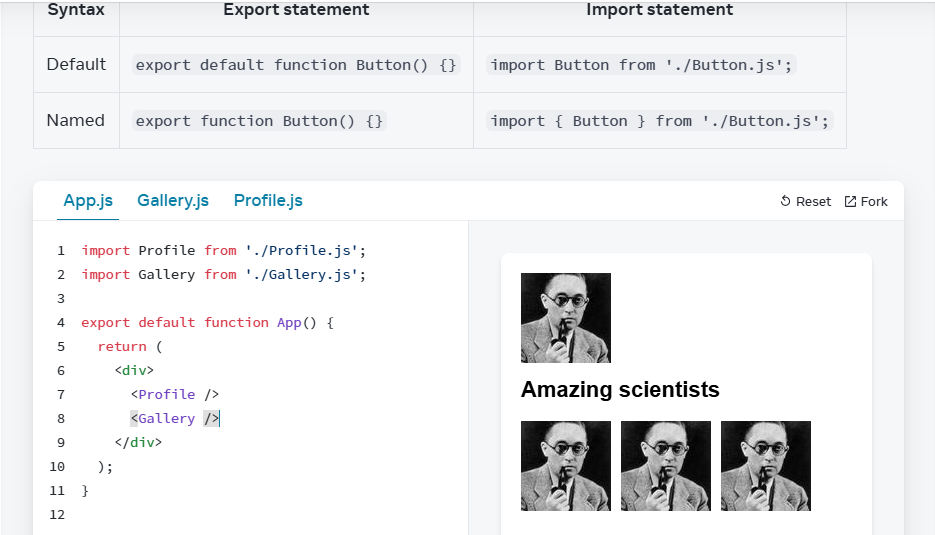 Syntax Export statement Import statement
Default export default function Button() {} import Button from './Button.js';
Named export function Button() {} import { Button } from './Button.js';
App.js Gallery.js Profile.js Reset Fork
1 import Profile from './Profile.js';
2 import Gallery from './Gallery.js';
3
4 export default function App() {
5   return (
6     <div>
7       <Profile />
8       <Gallery />
9     </div>
10   );
11 }
12
Amazing scientists